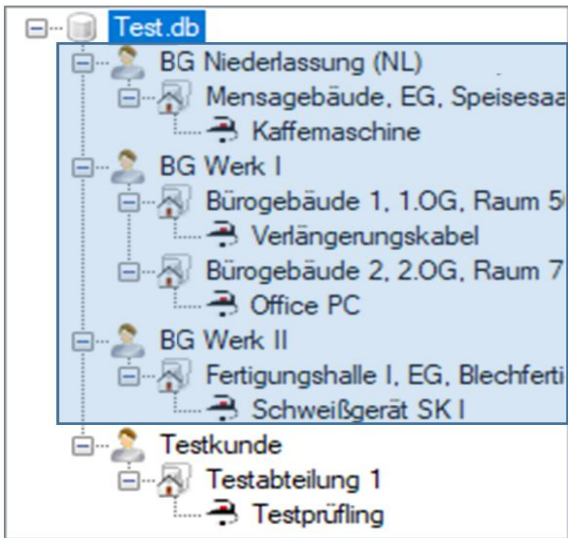 Test.db
BG Niederlassung (NL)
Mensagebäude, EG, Speisesaa
Kaffemaschine
BG Werk I
Bürogebäude 1, 1.OG, Raum 50
Verlängerungskabel
Bürogebäude 2, 2.OG, Raum 7
Office PC
BG Werk II
Fertigungshalle I, EG, Blechferti
Schweißgerät SK I
Testkunde
Testabteilung 1
Testprüfling